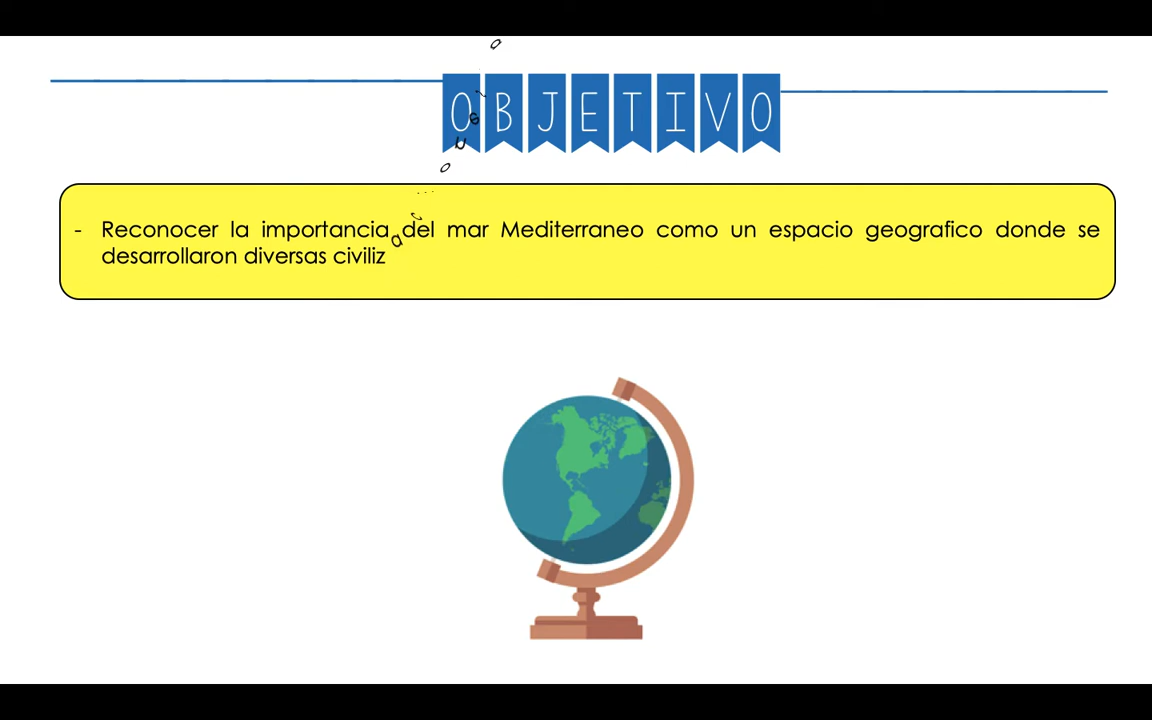 OBJETIVO
- Reconocer la importancia del mar Mediterraneo como un espacio geografico donde se
desarrollaron diversas civiliz